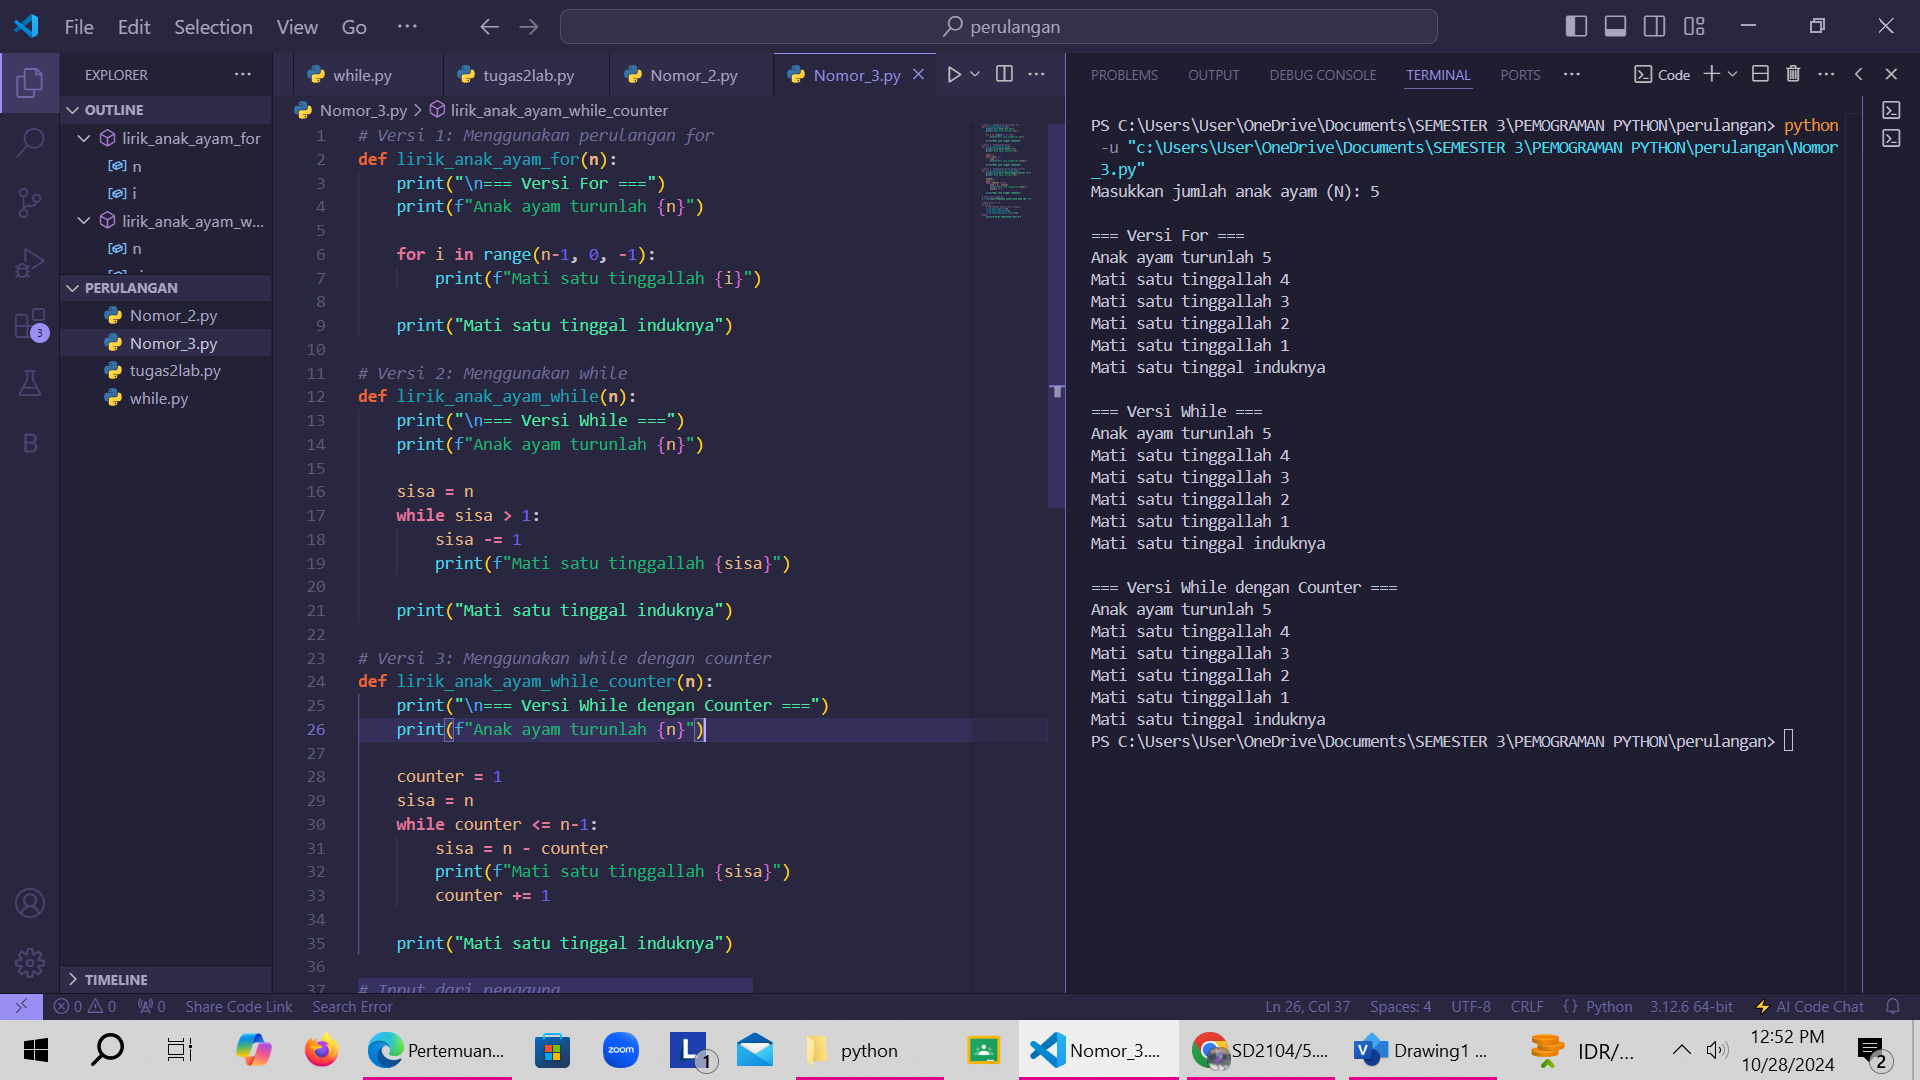 File Edit Selection View Go ··· perulangan
EXPLORER ···
OUTLINE
lirik_anak_ayam_for
n
i
lirik_anak_ayam_w...
n
PERULANGAN
Nomor_2.py
Nomor_3.py
tugas2lab.py
while.py
TIMELINE
3
while.py tugas2lab.py Nomor_2.py Nomor_3.py
Nomor_3.py > lirik_anak_ayam_while_counter
1 # Versi 1: Menggunakan perulangan for
2 def lirik_anak_ayam_for(n):
3 print("\n=== Versi For ===")
4 print(f"Anak ayam turunlah {n}")
5
6 for i in range(n-1, 0, -1):
7 print(f"Mati satu tinggallah {i}")
8
9 print("Mati satu tinggal induknya")
10
11 # Versi 2: Menggunakan while
12 def lirik_anak_ayam_while(n):
13 print("\n=== Versi While ===")
14 print(f"Anak ayam turunlah {n}")
15
16 sisa = n
17 while sisa > 1:
18 sisa -= 1
19 print(f"Mati satu tinggallah {sisa}")
20
21 print("Mati satu tinggal induknya")
22
23 # Versi 3: Menggunakan while dengan counter
24 def lirik_anak_ayam_while_counter(n):
25 print("\n=== Versi While dengan Counter ===")
26 print(f"Anak ayam turunlah {n}")
27
28 counter = 1
29 sisa = n
30 while counter <= n-1:
31 sisa = n - counter
32 print(f"Mati satu tinggallah {sisa}")
33 counter += 1
34
35 print("Mati satu tinggal induknya")
36
37 # Input dari pengguna
PROBLEMS OUTPUT DEBUG CONSOLE TERMINAL PORTS ··· Code
PS C:\Users\User\OneDrive\Documents\SEMESTER 3\PEMOGRAMAN PYTHON\perulangan> python
-u "c:\Users\User\OneDrive\Documents\SEMESTER 3\PEMOGRAMAN PYTHON\perulangan\Nomor
_3.py"
Masukkan jumlah anak ayam (N): 5
=== Versi For ===
Anak ayam turunlah 5
Mati satu tinggallah 4
Mati satu tinggallah 3
Mati satu tinggallah 2
Mati satu tinggallah 1
Mati satu tinggal induknya
=== Versi While ===
Anak ayam turunlah 5
Mati satu tinggallah 4
Mati satu tinggallah 3
Mati satu tinggallah 2
Mati satu tinggallah 1
Mati satu tinggal induknya
=== Versi While dengan Counter ===
Anak ayam turunlah 5
Mati satu tinggallah 4
Mati satu tinggallah 3
Mati satu tinggallah 2
Mati satu tinggallah 1
Mati satu tinggal induknya
PS C:\Users\User\OneDrive\Documents\SEMESTER 3\PEMOGRAMAN PYTHON\perulangan>
0 0 0 Share Code Link Search Error Ln 26, Col 37 Spaces: 4 UTF-8 CRLF {} Python 3.12.6 64-bit AI Code Chat
Pertemuan... zoom L 1 python Nomor_3.... SD2104/5.... Drawing1 ... IDR/... 12:52 PM
10/28/2024 2